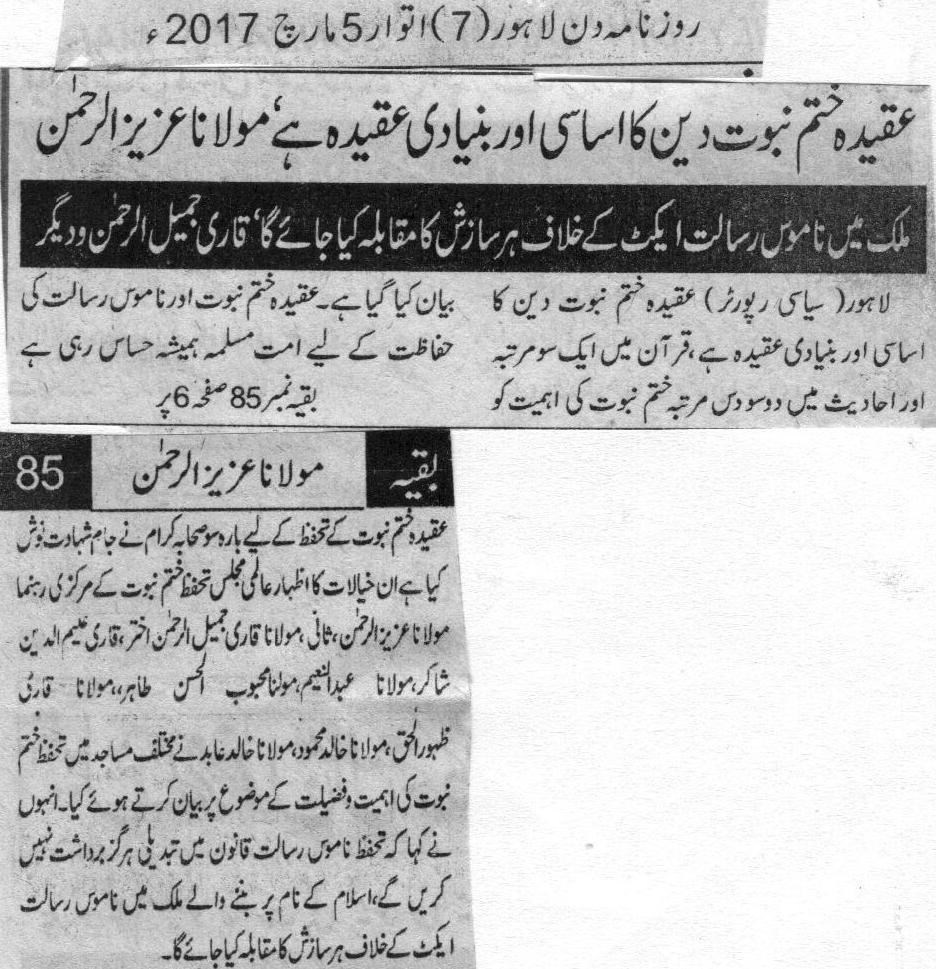 روزنامہ دن لاہور (7) اتوار 5 مارچ 2017ء
عقیدہ ختم نبوت دین کا اساسی اور بنیادی عقیدہ ہے‘ مولانا عزیز الرحمٰن
ملک میں ناموس رسالت ایکٹ کے خلاف ہر سازش کا مقابلہ کیا جائے گا‘ قاری جمیل الرحمٰن و دیگر
لاہور( سیاسی رپورٹر) عقیدہ ختم نبوت دین کا
اساسی اور بنیادی عقیدہ ہے ،قرآن میں ایک سو مرتبہ
اور احادیث میں دو سو دس مرتبہ ختم نبوت کی اہمیت کو
بیان کیا گیا ہے۔ عقیدہ ختم نبوت اور ناموس رسالت کی
حفاظت کے لیے امت مسلمہ ہمیشہ حساس رہی ہے
بقیہ نمبر 85 صفحہ 6 پر
بقیہ مولانا عزیز الرحمٰن 85
عقیدہ ختم نبوت کے تحفظ کے لیے بارہ سو صحابہ کرام نے جام شہادت نوش
کیا ہے ان خیالات کا اظہار عالمی مجلس تحفظ ختم نبوت کے مرکزی رہنما
مولانا عزیز الرحمٰن، ثانی ،مولانا قاری جمیل الرحمٰن اختر ،قاری علیم الدین
شاکر،مولانا عبدالنعیم،مولنا محبوب الحسن طاہر،،مولانا قاری
ظہور الحق ،مولانا خالد محمود،مولانا خالد عابد نے مختلف مساجد میں تحفظ ختم
نبوت کی اہمیت و فضیلت کے موضوع پر بیان کرتے ہوئے کیا۔ انہوں
نے کہا کہ تحفظ ناموس رسالت قانون میں تبدیلی ہرگز برداشت نہیں
کریں گے،اسلام کے نام پر بننے والے ملک میں ناموس رسالت
ایکٹ کے خلاف ہر سازش کا مقابلہ کیا جائے گا۔